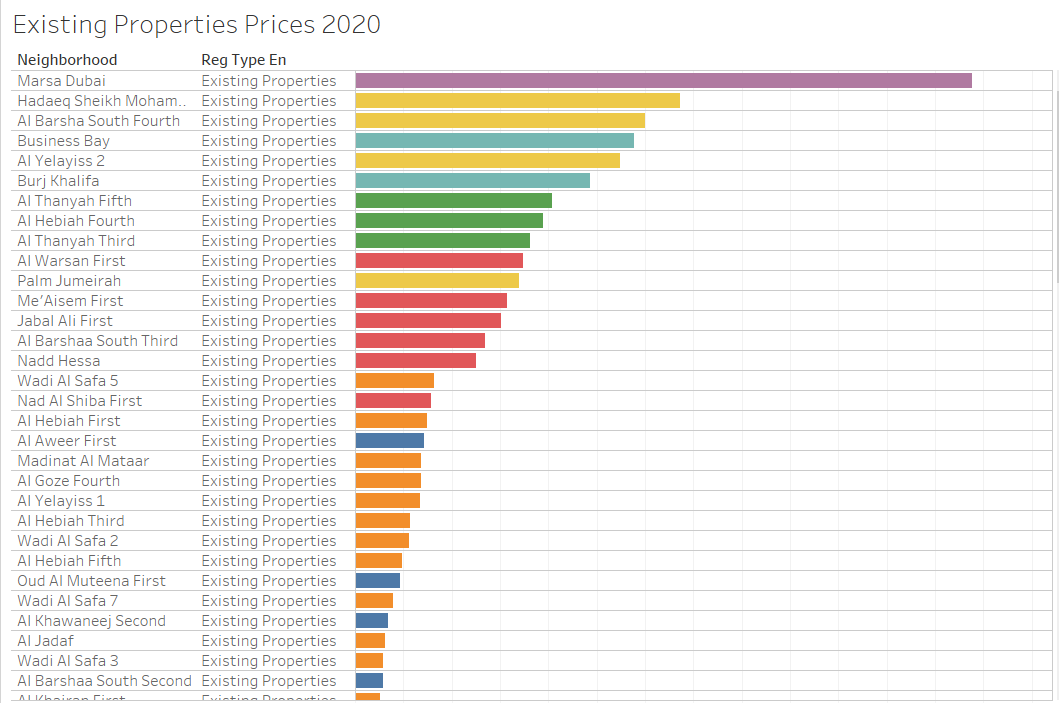 Existing Properties Prices 2020
Neighborhood Reg Type En
Marsa Dubai Existing Properties
Hadaeq Sheikh Moham.. Existing Properties
Al Barsha South Fourth Existing Properties
Business Bay Existing Properties
Al Yelayiss 2 Existing Properties
Burj Khalifa Existing Properties
Al Thanyah Fifth Existing Properties
Al Hebiah Fourth Existing Properties
Al Thanyah Third Existing Properties
Al Warsan First Existing Properties
Palm Jumeirah Existing Properties
Me'Aisem First Existing Properties
Jabal Ali First Existing Properties
Al Barshaa South Third Existing Properties
Nadd Hessa Existing Properties
Wadi Al Safa 5 Existing Properties
Nad Al Shiba First Existing Properties
Al Hebiah First Existing Properties
Al Aweer First Existing Properties
Madinat Al Mataar Existing Properties
Al Goze Fourth Existing Properties
Al Yelayiss 1 Existing Properties
Al Hebiah Third Existing Properties
Wadi Al Safa 2 Existing Properties
Al Hebiah Fifth Existing Properties
Oud Al Muteena First Existing Properties
Wadi Al Safa 7 Existing Properties
Al Khawaneej Second Existing Properties
Al Jadaf Existing Properties
Wadi Al Safa 3 Existing Properties
Al Barshaa South Second Existing Properties
Al Khairan First Existing Properties